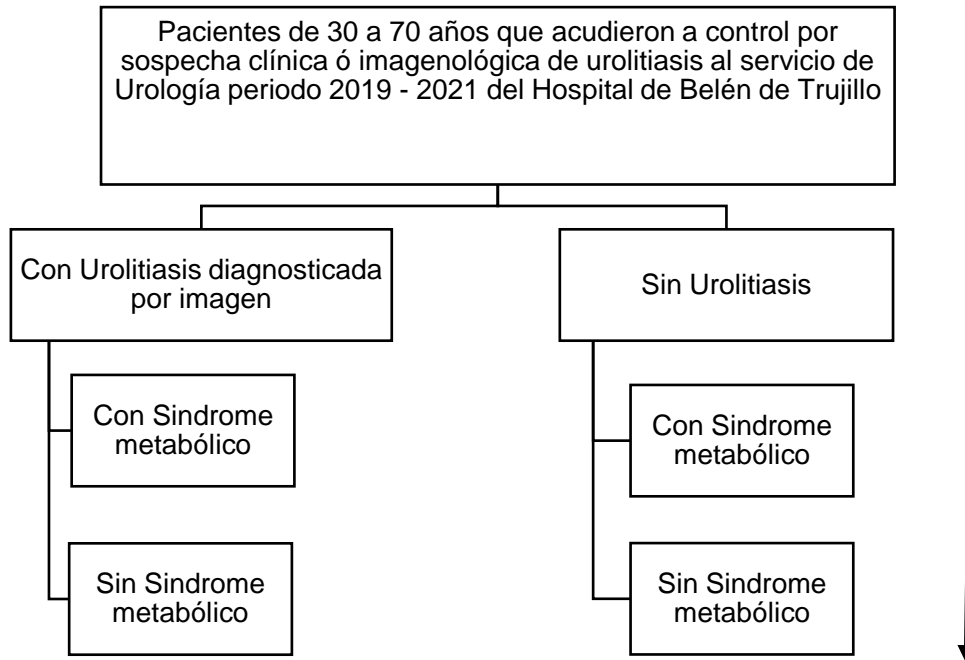 Pacientes de 30 a 70 años que acudieron a control por
sospecha clínica ó imagenológica de urolitiasis al servicio de
Urología periodo 2019 - 2021 del Hospital de Belén de Trujillo
Con Urolitiasis diagnosticada
por imagen
Con Sindrome
metabólico
Sin Sindrome
metabólico
Sin Urolitiasis
Con Sindrome
metabólico
Sin Sindrome
metabólico